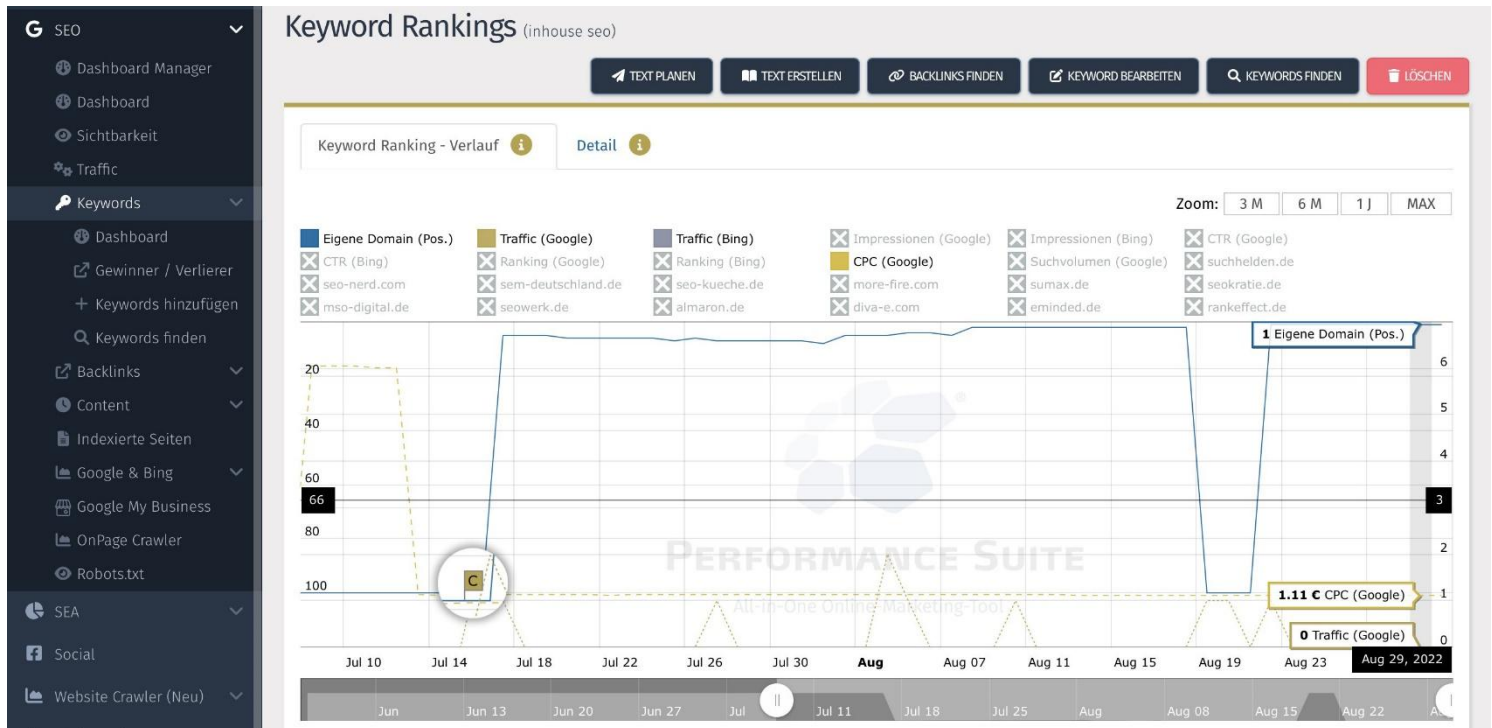 G SEO
Dashboard Manager
Dashboard
Sichtbarkeit
Traffic
Keywords
Dashboard
Gewinner / Verlierer
Keywords hinzufügen
Keywords finden
Backlinks
Content
Indexierte Seiten
Google & Bing
Google My Business
OnPage Crawler
Robots.txt
SEA
Social
Website Crawler (Neu)
Keyword Rankings (inhouse seo)
TEXT PLANEN TEXT ERSTELLEN BACKLINKS FINDEN KEYWORD BEARBEITEN KEYWORDS FINDEN LÖSCHEN
Keyword Ranking - Verlauf i Detail i
Zoom: 3 M 6 M 1 J MAX
Eigene Domain (Pos.) Traffic (Google) Traffic (Bing) Impressionen (Google) Impressionen (Bing) CTR (Google)
CTR (Bing) Ranking (Google) Ranking (Bing) CPC (Google) Suchvolumen (Google) suchhelden.de
seo-nerd.com sem-deutschland.de seo-kueche.de more-fire.com sumax.de seokratie.de
mso-digital.de seowerk.de almaron.de diva-e.com eminded.de rankeffect.de
1 Eigene Domain (Pos.)
20 6
40 5
4
60
66 3
80
PERFORMANCE SUITE 2
C
100
1.11 € CPC (Google) 1
All-in-One Online Marketing-Tool
0 Traffic (Google) 0
Jul 10 Jul 14 Jul 18 Jul 22 Jul 26 Jul 30 Aug Aug 07 Aug 11 Aug 15 Aug 19 Aug 23 Aug 29, 2022
Jun Jun 13 Jun 20 Jun 27 Jul Jul 11 Jul 18 Jul 25 Aug Aug 08 Aug 15 Aug 22